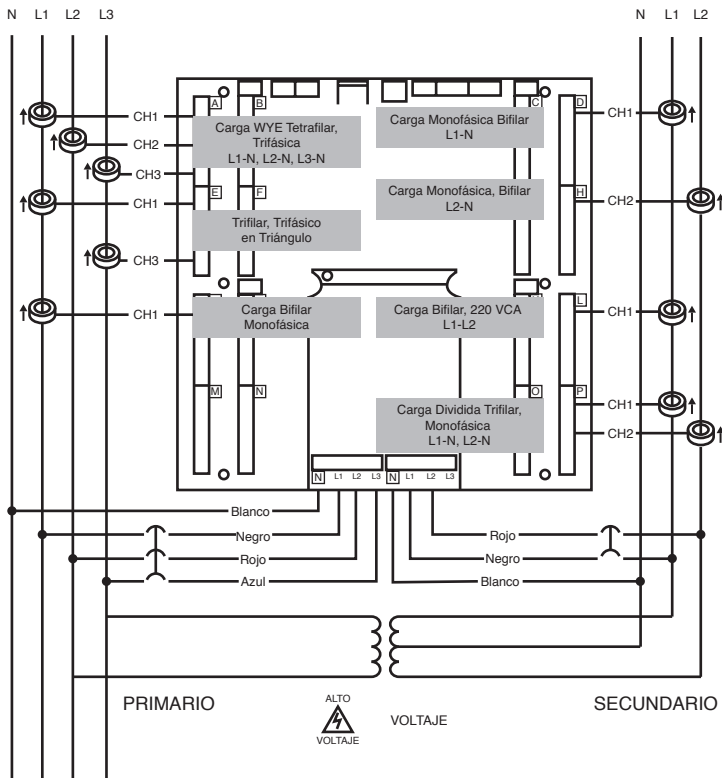 N L1 L2 L3
N L1 L2
A B C D
CH1
CH2
CH3
Carga WYE Tetrafilar,
Trifásica
L1-N, L2-N, L3-N
Carga Monofásica Bifilar
L1-N
CH1
E F
CH1
CH3
Trifilar, Trifásico
en Triángulo
Carga Monofásica, Bifilar
L2-N
H
CH2
CH1
Carga Bifilar
Monofásica
Carga Bifilar, 220 VCA
L1-L2
L
CH1
M N O P
Carga Dividida Trifilar,
Monofásica
L1-N, L2-N
CH1
CH2
N L1 L2 L3 N L1 L2 L3
Blanco
Negro
Rojo
Azul
Rojo
Negro
Blanco
PRIMARIO
ALTO
VOLTAJE
VOLTAJE
SECUNDARIO